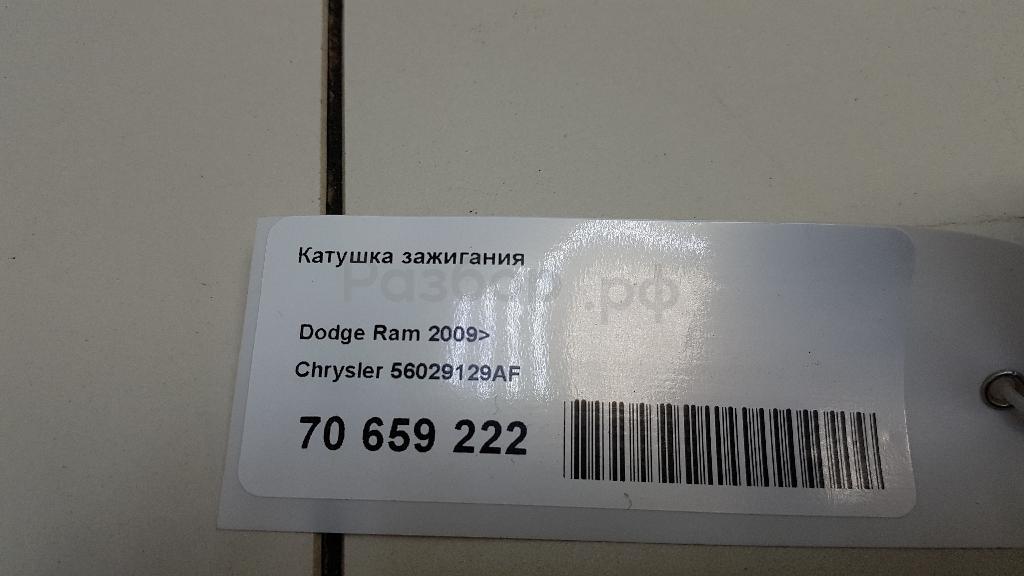 Катушка зажигания
Разбор.рф
Dodge Ram 2009>
Chrysler 56029129AF
70 659 222